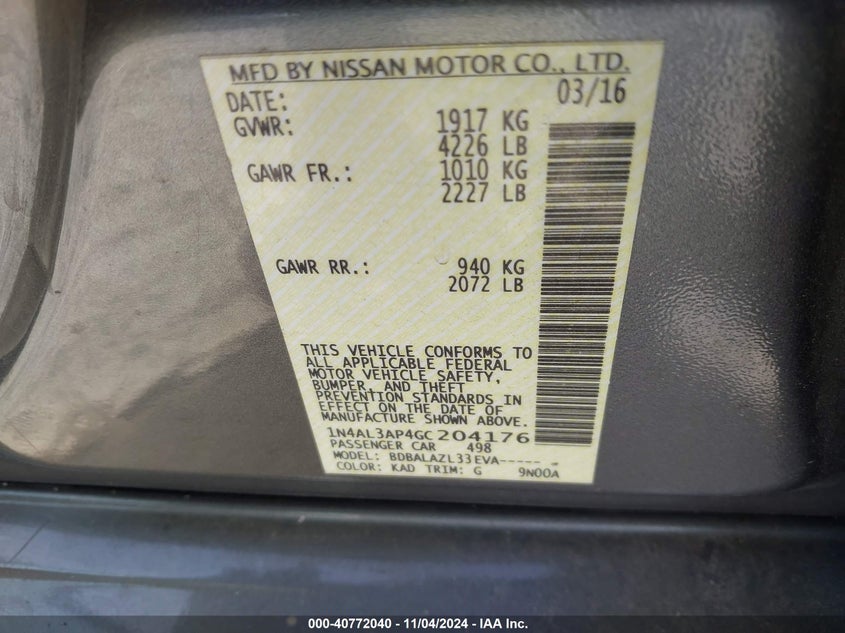 MFD BY NISSAN MOTOR CO., LTD.
DATE: 03/16
GVWR: 1917 KG
4226 LB
GAWR FR.: 1010 KG
2227 LB
GAWR RR.: 940 KG
2072 LB
THIS VEHICLE CONFORMS TO
ALL APPLICABLE FEDERAL
MOTOR VEHICLE SAFETY,
BUMPER, AND THEFT
PREVENTION STANDARDS IN
EFFECT ON THE DATE OF
MANUFACTURE SHOWN ABOVE.
1N4AL3AP4GC204176
PASSENGER CAR 498
MODEL: BDBALAZL33EVA-----
COLOR: KAD TRIM: G 9N00A
000-40772040 - 11/04/2024 - IAA Inc.